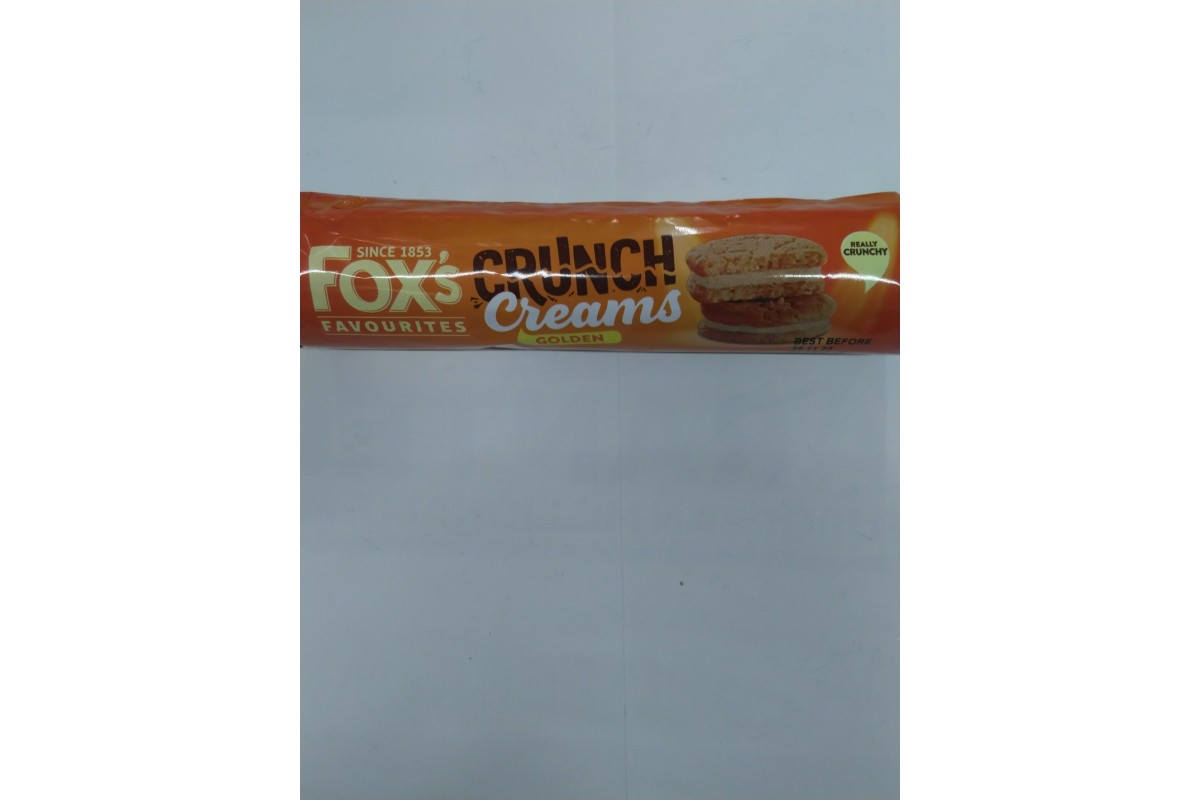 SINCE 1853
FOX's
FAVOURITES
CRUNCH
Creams
GOLDEN
REALLY
CRUNCHY
BEST BEFORE